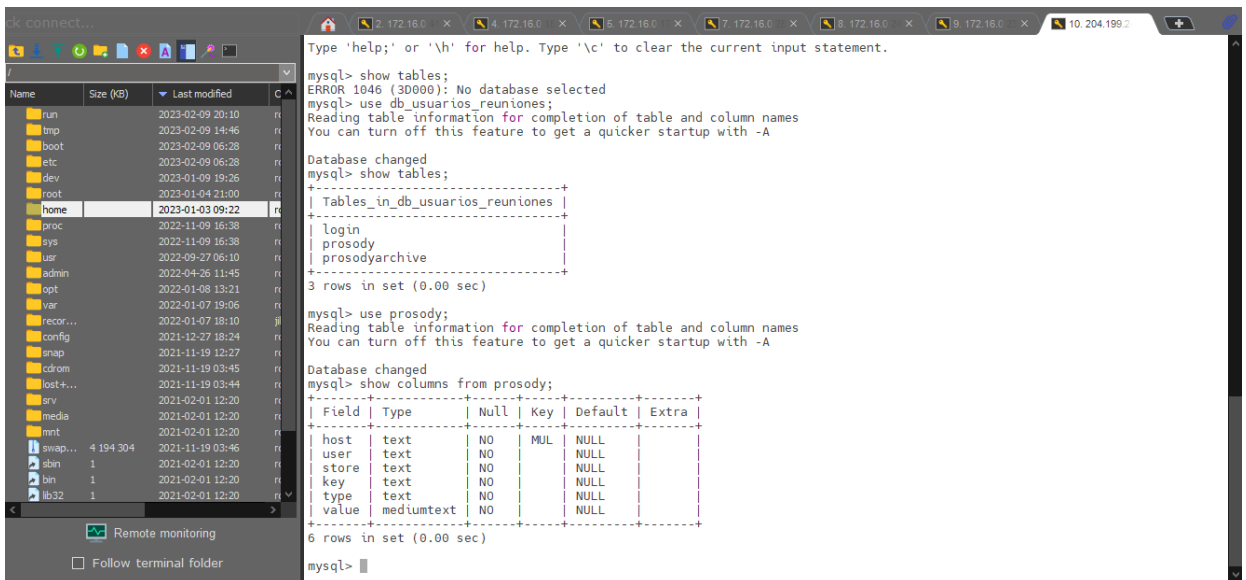 ck connect...
2. 172.16.0
4. 172.16.0
5. 172.16.0
7. 172.16.0
8. 172.16.0
9. 172.16.0
10. 204.199.2
/
Name Size (KB) Last modified
run 2023-02-09 20:10
tmp 2023-02-09 14:46
boot 2023-02-09 06:28
etc 2023-02-09 06:28
dev 2023-01-09 19:26
root 2023-01-04 21:00
home 2023-01-03 09:22
proc 2022-11-09 16:38
sys 2022-11-09 16:38
usr 2022-09-27 06:10
admin 2022-04-26 11:45
opt 2022-01-08 13:21
var 2022-01-07 19:06
recor... 2022-01-07 18:10
config 2021-12-27 18:24
snap 2021-11-19 12:27
cdrom 2021-11-19 03:45
lost+... 2021-11-19 03:44
srv 2021-02-01 12:20
media 2021-02-01 12:20
mnt 2021-02-01 12:20
swap... 4 194 304 2021-11-19 03:46
sbin 1 2021-02-01 12:20
bin 1 2021-02-01 12:20
lib32 1 2021-02-01 12:20
Remote monitoring
Follow terminal folder
Type 'help;' or '\h' for help. Type '\c' to clear the current input statement.
mysql> show tables;
ERROR 1046 (3D000): No database selected
mysql> use db_usuarios_reuniones;
Reading table information for completion of table and column names
You can turn off this feature to get a quicker startup with -A
Database changed
mysql> show tables;
+---------------------------------+
| Tables_in_db_usuarios_reuniones |
+---------------------------------+
| login                           |
| prosody                         |
| prosodyarchive                  |
+---------------------------------+
3 rows in set (0.00 sec)
mysql> use prosody;
Reading table information for completion of table and column names
You can turn off this feature to get a quicker startup with -A
Database changed
mysql> show columns from prosody;
+-------+------------+------+-----+---------+-------+
| Field | Type       | Null | Key | Default | Extra |
+-------+------------+------+-----+---------+-------+
| host  | text       | NO   | MUL | NULL    |       |
| user  | text       | NO   |     | NULL    |       |
| store | text       | NO   |     | NULL    |       |
| key   | text       | NO   |     | NULL    |       |
| type  | text       | NO   |     | NULL    |       |
| value | mediumtext | NO   |     | NULL    |       |
+-------+------------+------+-----+---------+-------+
6 rows in set (0.00 sec)
mysql>